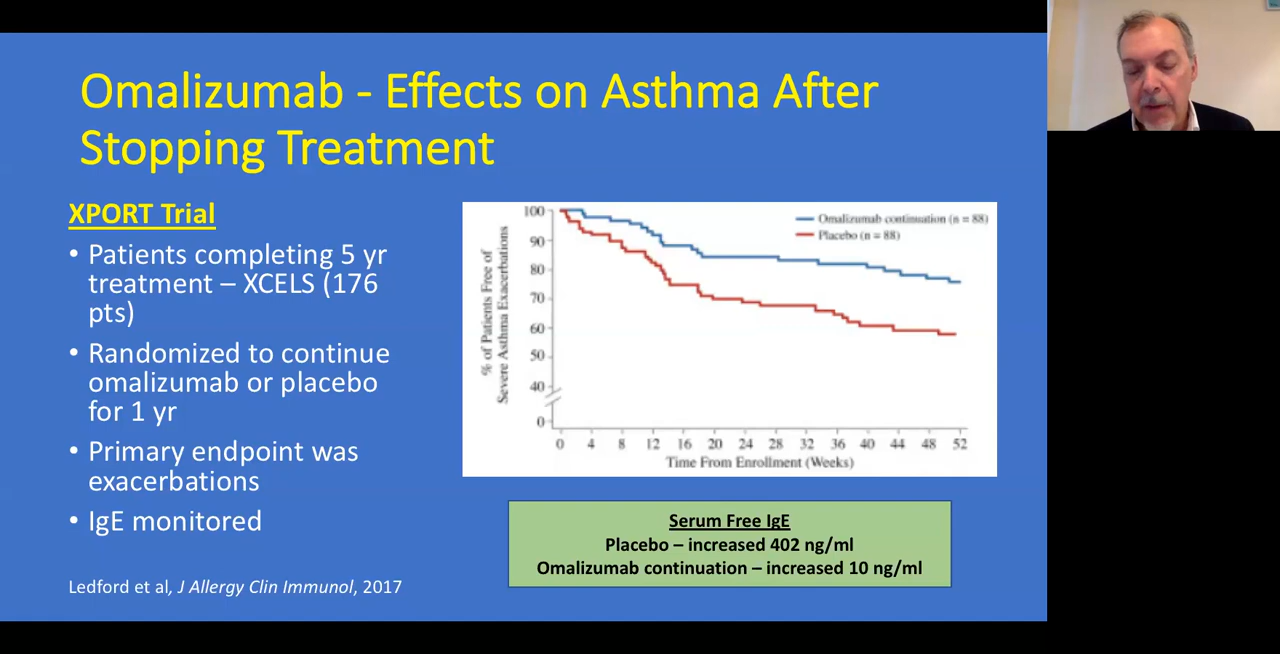 Omalizumab - Effects on Asthma After
Stopping Treatment
XPORT Trial
• Patients completing 5 yr
treatment – XCELS (176
pts)
• Randomized to continue
omalizumab or placebo
for 1 yr
• Primary endpoint was
exacerbations
• IgE monitored
Ledford et al, J Allergy Clin Immunol, 2017
% of Patients Free of
Severe Asthma Exacerbations
100
90
80
70
60
50
40
0
Omalizumab continuation (n = 88)
Placebo (n = 88)
0 4 8 12 16 20 24 28 32 36 40 44 48 52
Time From Enrollment (Weeks)
Serum Free IgE
Placebo – increased 402 ng/ml
Omalizumab continuation – increased 10 ng/ml